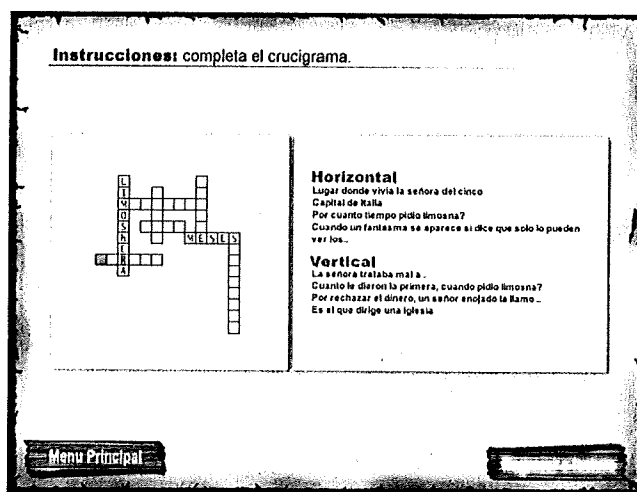 Instrucciones: completa el crucigrama.
LIMOSHERA
MESES
Horizontal
Lugar donde vivia la señora del cinco
Capital de Italia
Por cuanto tiempo pidio limosna?
Cuando un fantasma se aparece si dice que solo lo pueden
ver los..
Vertical
La señora trataba mal a ..
Cuanto le dieron la primera, cuando pidio limosna?
Por rechazar el dinero, un señor enojado la llamo ..
Es el que dirige una iglesia
Menu Principal